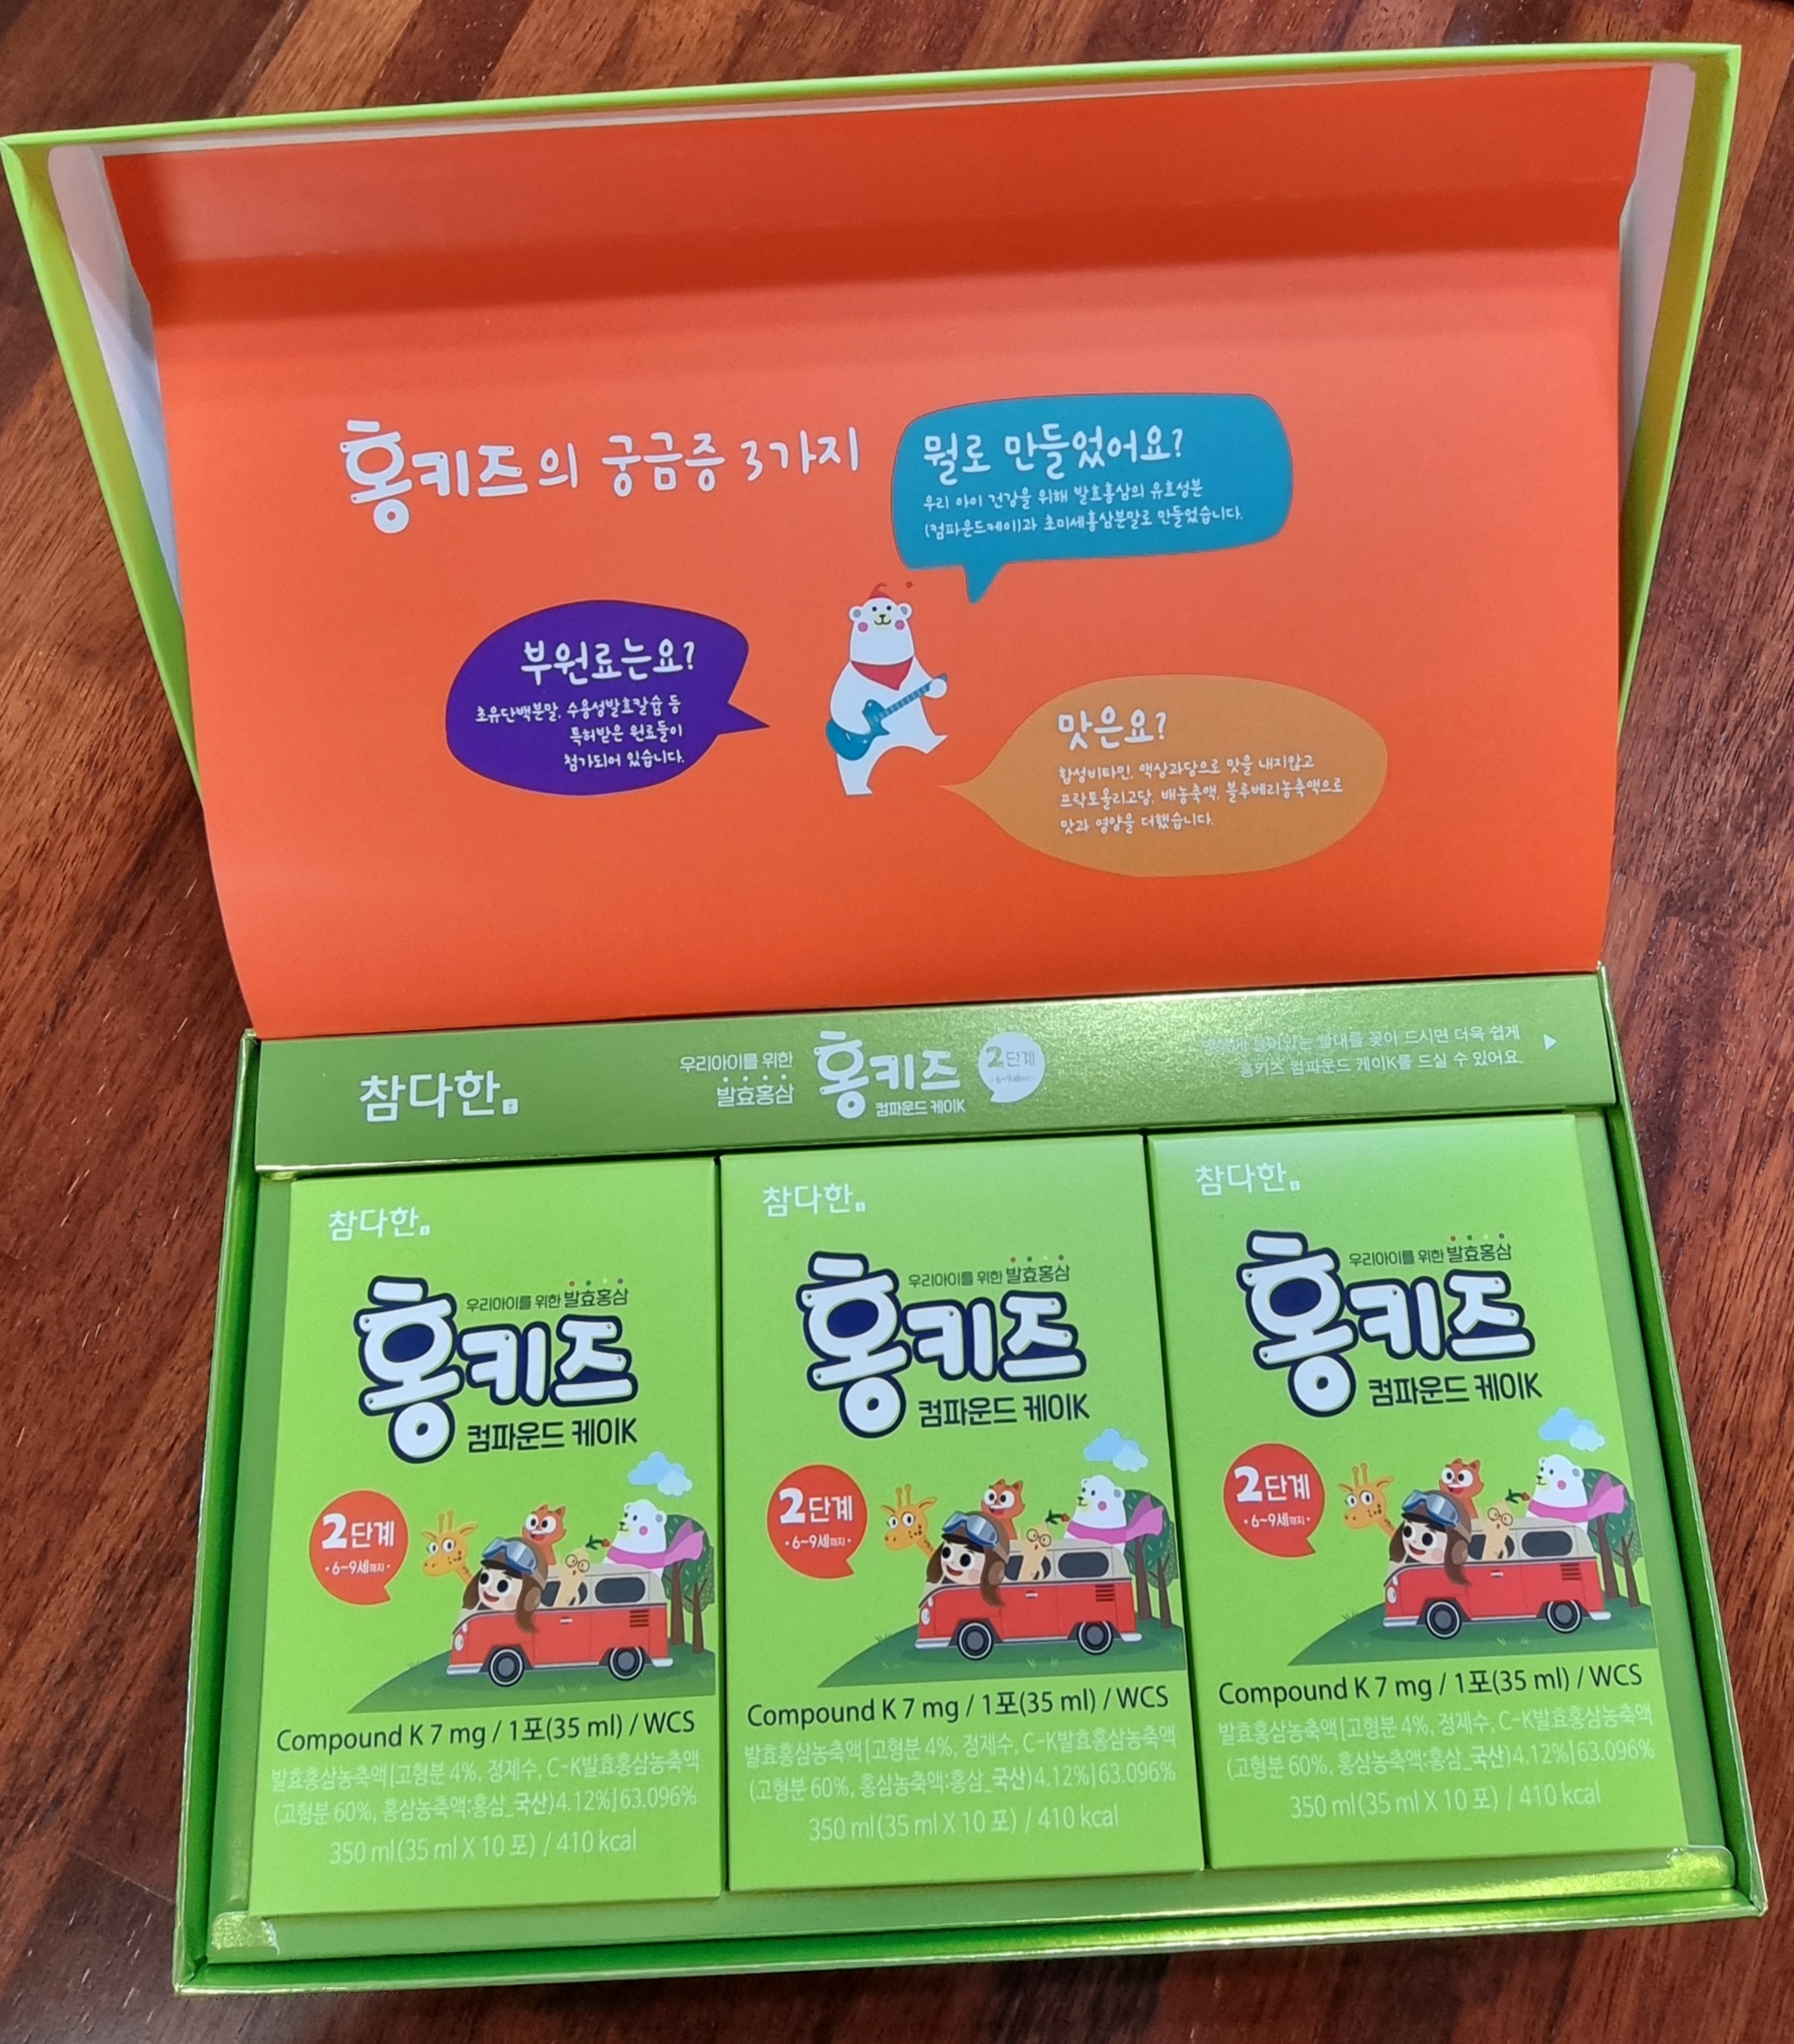 홍키즈의 궁금증 3가지
뭘로 만들었어요?
우리 아이 건강을 위해 발효홍삼의 유효성분
(컴파운드케이)과 초미세홍삼분말로 만들었습니다.
부원료는요?
초유단백분말, 수용성발효칼슘 등
특허받은 원료들이
첨가되어 있습니다.
맛은요?
합성비타민, 액상과당으로 맛을 내지않고
프락토올리고당, 배농축액, 블루베리농축액으로
맛과 영양을 더했습니다.
참다한
우리아이를 위한
발효홍삼
홍키즈
컴파운드 케이K
2단계
6~9세까지
빨대를 꽂아 드시면 더욱 쉽게
홍키즈 컴파운드 케이K를 드실 수 있어요.
참다한
우리아이를 위한 발효홍삼
홍키즈
컴파운드 케이K
2단계
6~9세까지
Compound K 7 mg / 1포(35 ml) / WCS
발효홍삼농축액[고형분 4%, 정제수, C-K발효홍삼농축액
(고형분 60%, 홍삼농축액:홍삼_국산)4.12%]63.096%
350 ml(35 ml X 10 포) / 410 kcal
참다한
우리아이를 위한 발효홍삼
홍키즈
컴파운드 케이K
2단계
6~9세까지
Compound K 7 mg / 1포(35 ml) / WCS
발효홍삼농축액[고형분 4%, 정제수, C-K발효홍삼농축액
(고형분 60%, 홍삼농축액:홍삼_국산)4.12%]63.096%
350 ml(35 ml X 10 포) / 410 kcal
참다한
우리아이를 위한 발효홍삼
홍키즈
컴파운드 케이K
2단계
6~9세까지
Compound K 7 mg / 1포(35 ml) / WCS
발효홍삼농축액[고형분 4%, 정제수, C-K발효홍삼농축액
(고형분 60%, 홍삼농축액:홍삼_국산)4.12%]63.096%
350 ml(35 ml X 10 포) / 410 kcal